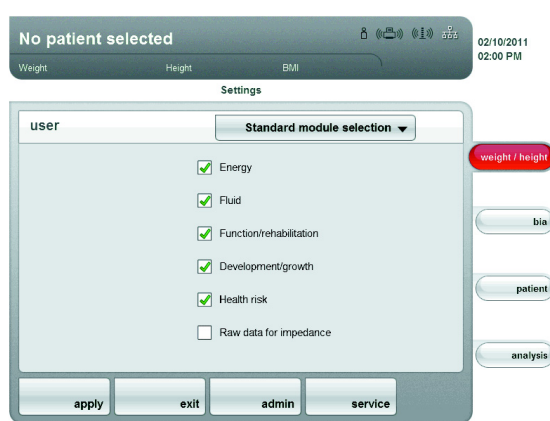 No patient selected
02/10/2011
02:00 PM
Weight Height BMI
Settings
user Standard module selection
weight / height
Energy
Fluid
bia
Function/rehabilitation
Development/growth
patient
Health risk
Raw data for impedance
analysis
apply exit admin service